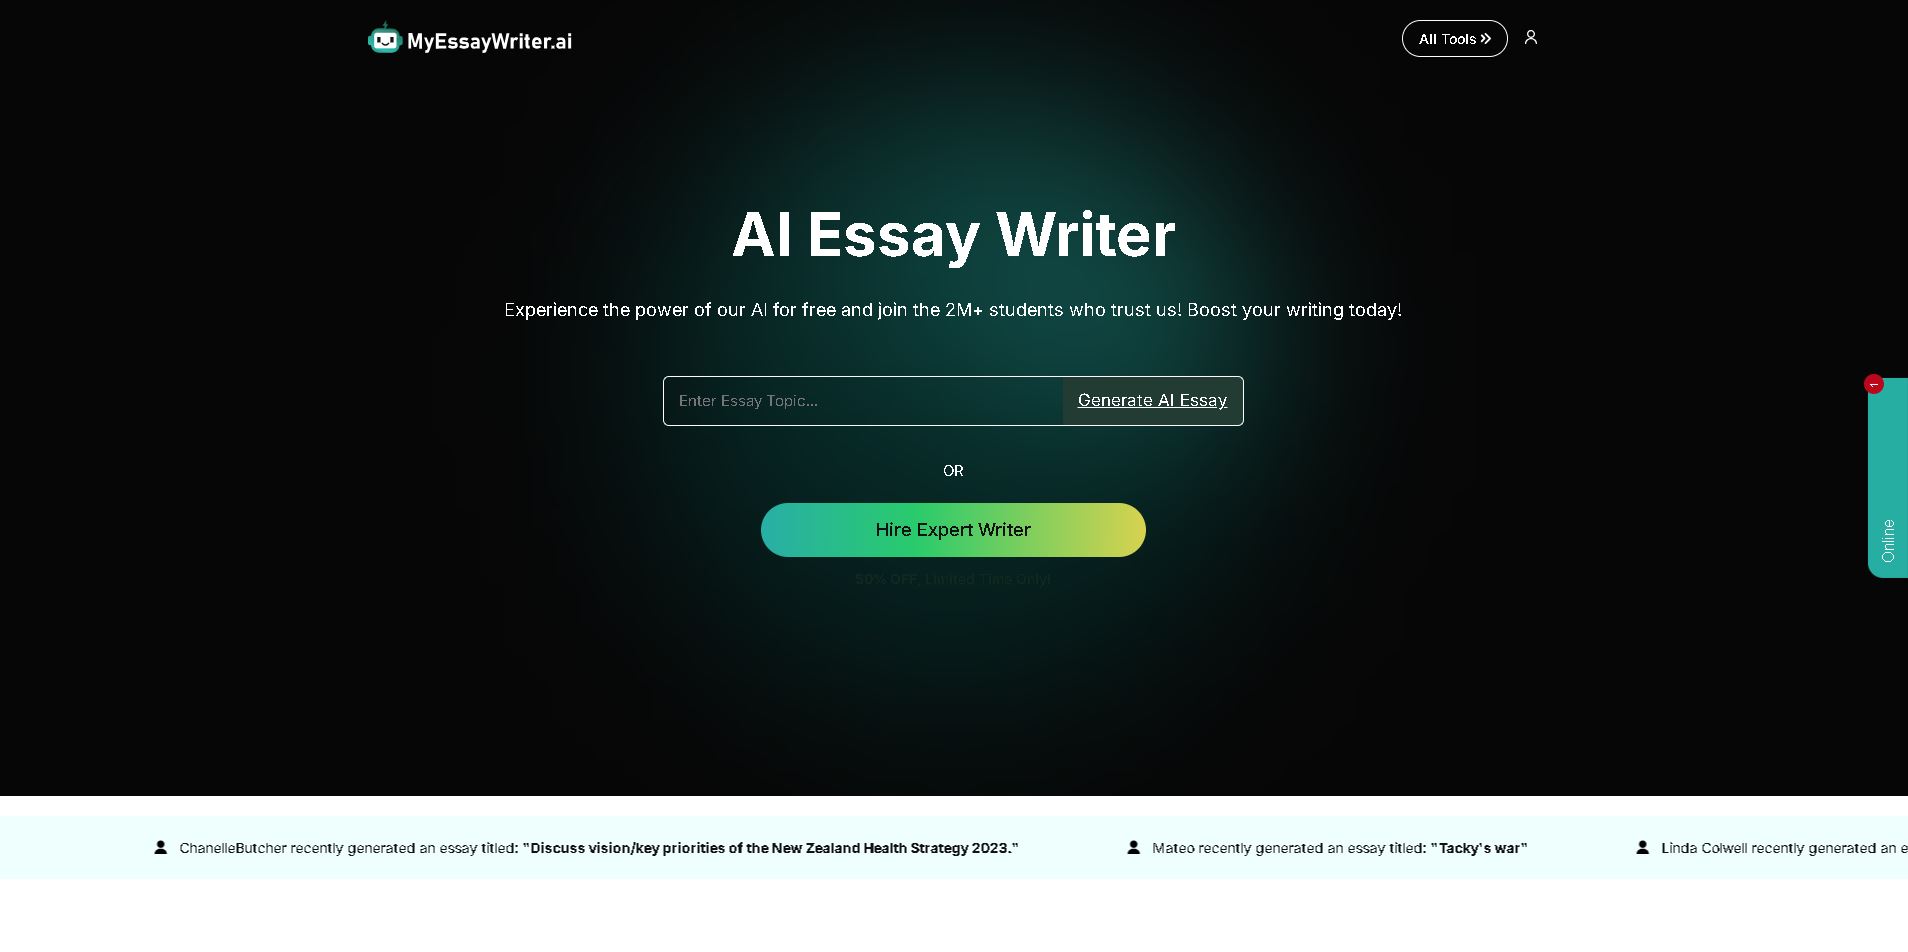 MyEssayWriter.ai
All Tools
AI Essay Writer
Experience the power of our AI for free and join the 2M+ students who trust us! Boost your writing today!
Enter Essay Topic...
Generate AI Essay
OR
Hire Expert Writer
50% OFF, Limited Time Only!
1
Online
ChanelleButcher recently generated an essay titled: "Discuss vision/key priorities of the New Zealand Health Strategy 2023."
Mateo recently generated an essay titled: "Tacky's war"
Linda Colwell recently generated an e